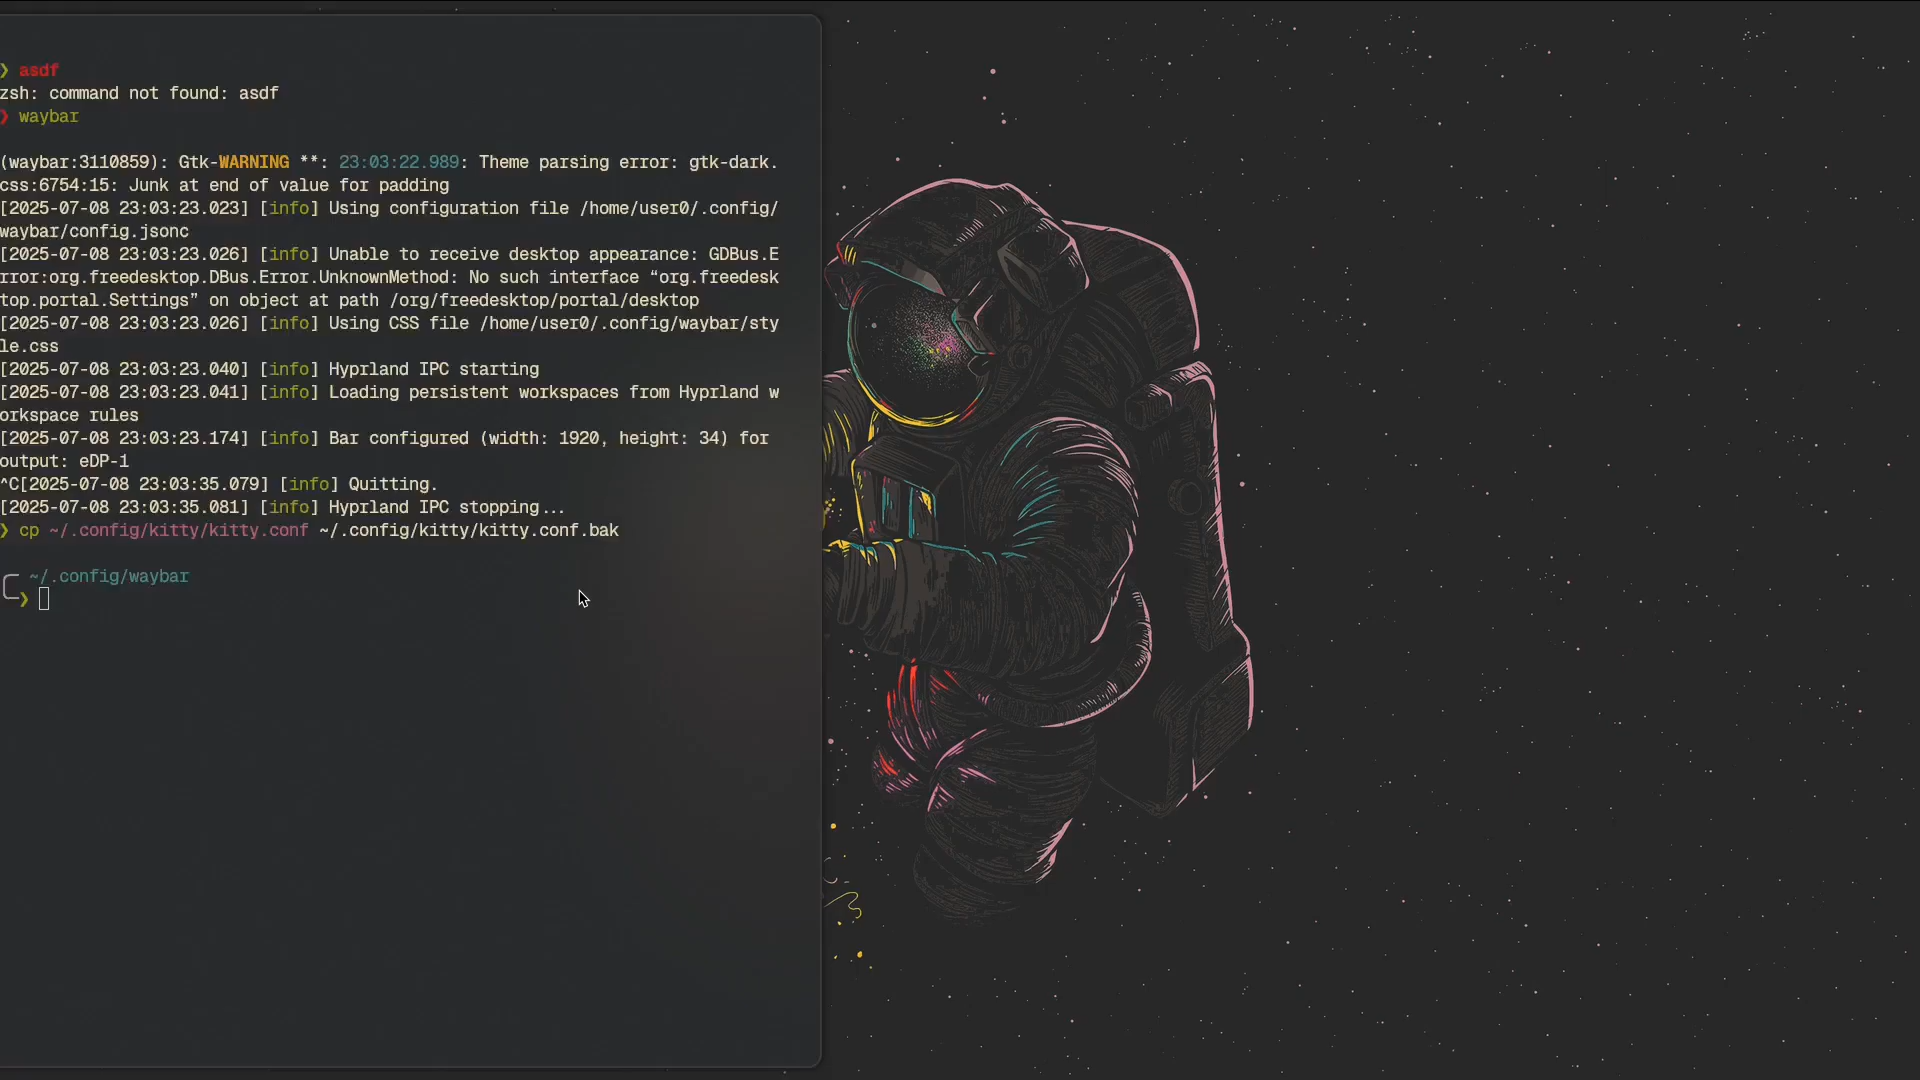 ❯ asdf
zsh: command not found: asdf
❯ waybar
(waybar:3110859): Gtk-WARNING **: 23:03:22.989: Theme parsing error: gtk-dark.
css:6754:15: Junk at end of value for padding
[2025-07-08 23:03:23.023] [info] Using configuration file /home/user0/.config/
waybar/config.jsonc
[2025-07-08 23:03:23.026] [info] Unable to receive desktop appearance: GDBus.E
rror:org.freedesktop.DBus.Error.UnknownMethod: No such interface “org.freedesk
top.portal.Settings” on object at path /org/freedesktop/portal/desktop
[2025-07-08 23:03:23.026] [info] Using CSS file /home/user0/.config/waybar/sty
le.css
[2025-07-08 23:03:23.040] [info] Hyprland IPC starting
[2025-07-08 23:03:23.041] [info] Loading persistent workspaces from Hyprland w
orkspace rules
[2025-07-08 23:03:23.174] [info] Bar configured (width: 1920, height: 34) for
output: eDP-1
^C[2025-07-08 23:03:35.079] [info] Quitting.
[2025-07-08 23:03:35.081] [info] Hyprland IPC stopping...
❯ cp ~/.config/kitty/kitty.conf ~/.config/kitty/kitty.conf.bak
~/.config/waybar
❯